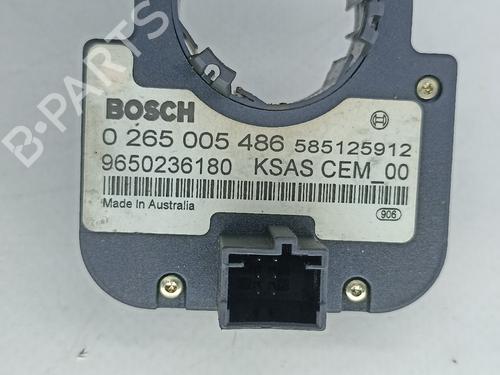 B-PARTS
BOSCH
0 265 005 486 585125912
9650236180 KSAS CEM_00
Made In Australia
906